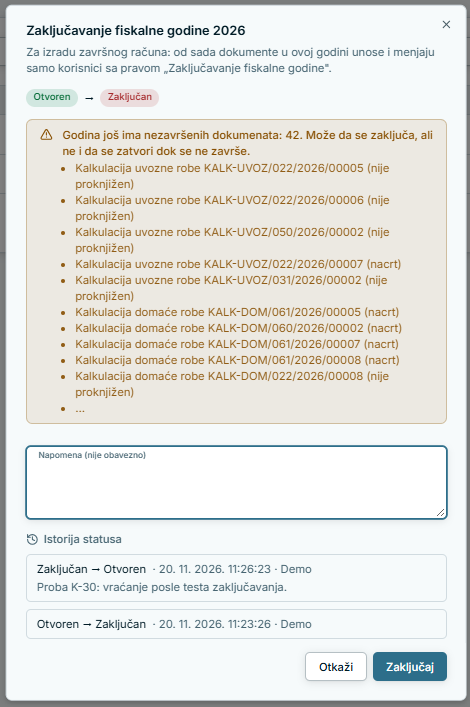 Zaključavanje fiskalne godine 2026
Za izradu završnog računa: od sada dokumente u ovoj godini unose i menjaju
samo korisnici sa pravom „Zaključavanje fiskalne godine".
Otvoren → Zaključan
Godina još ima nezavršenih dokumenata: 42. Može da se zaključa, ali
ne i da se zatvori dok se ne završe.
• Kalkulacija uvozne robe KALK-UVOZ/022/2026/00005 (nije
proknjižen)
• Kalkulacija uvozne robe KALK-UVOZ/022/2026/00006 (nije
proknjižen)
• Kalkulacija uvozne robe KALK-UVOZ/050/2026/00002 (nije
proknjižen)
• Kalkulacija uvozne robe KALK-UVOZ/022/2026/00007 (nacrt)
• Kalkulacija uvozne robe KALK-UVOZ/031/2026/00002 (nije
proknjižen)
• Kalkulacija domaće robe KALK-DOM/061/2026/00005 (nacrt)
• Kalkulacija domaće robe KALK-DOM/060/2026/00002 (nacrt)
• Kalkulacija domaće robe KALK-DOM/061/2026/00007 (nacrt)
• Kalkulacija domaće robe KALK-DOM/061/2026/00008 (nacrt)
• Kalkulacija domaće robe KALK-DOM/022/2026/00008 (nije
proknjižen)
• ...
Napomena (nije obavezno)
Istorija statusa
Zaključan → Otvoren · 20. 11. 2026. 11:26:23 · Demo
Proba K-30: vraćanje posle testa zaključavanja.
Otvoren → Zaključan · 20. 11. 2026. 11:23:26 · Demo
Otkaži Zaključaj